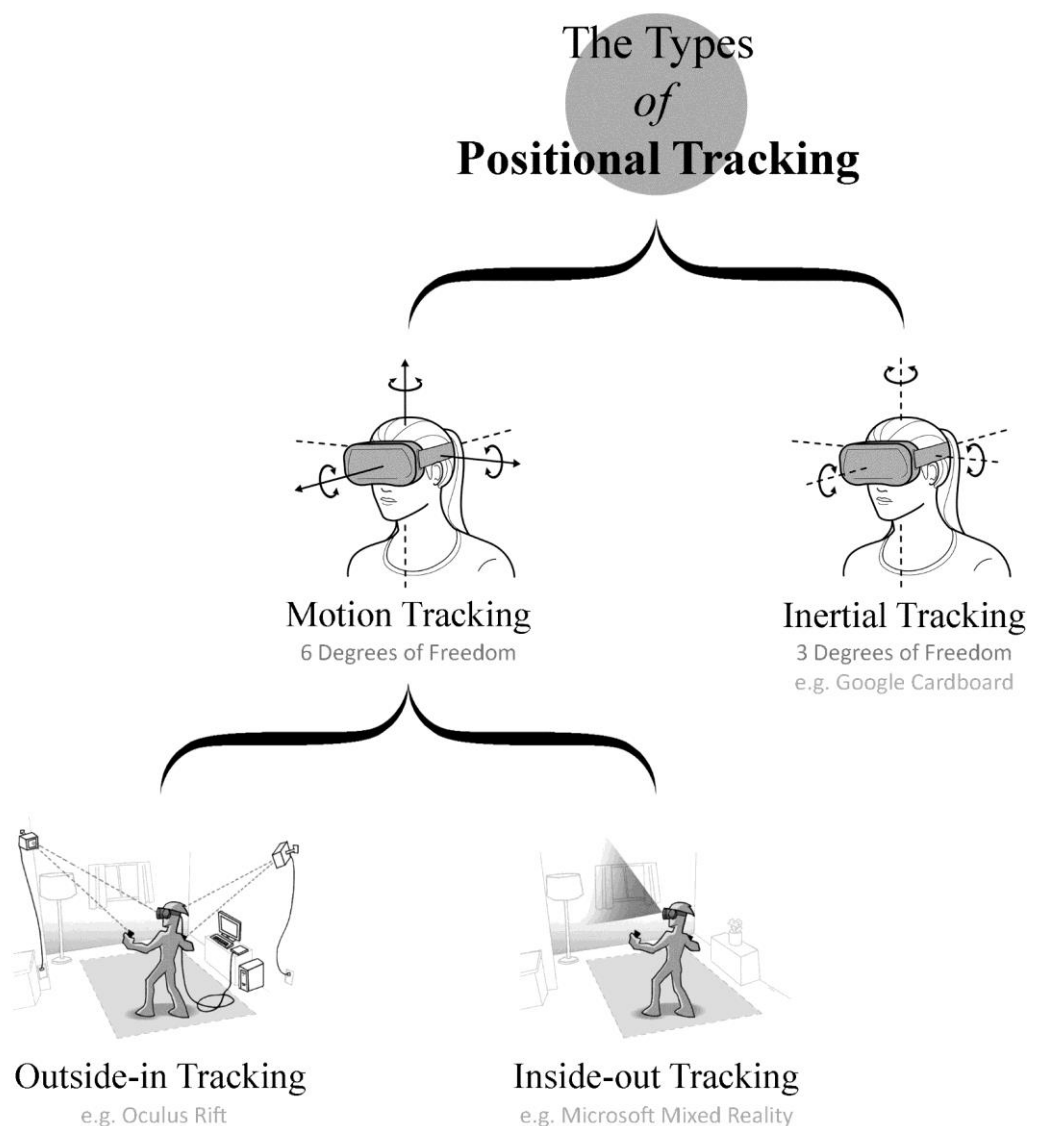 The Types
of
Positional Tracking
Motion Tracking
6 Degrees of Freedom
Inertial Tracking
3 Degrees of Freedom
e.g. Google Cardboard
Outside-in Tracking
e.g. Oculus Rift
Inside-out Tracking
e.g. Microsoft Mixed Reality